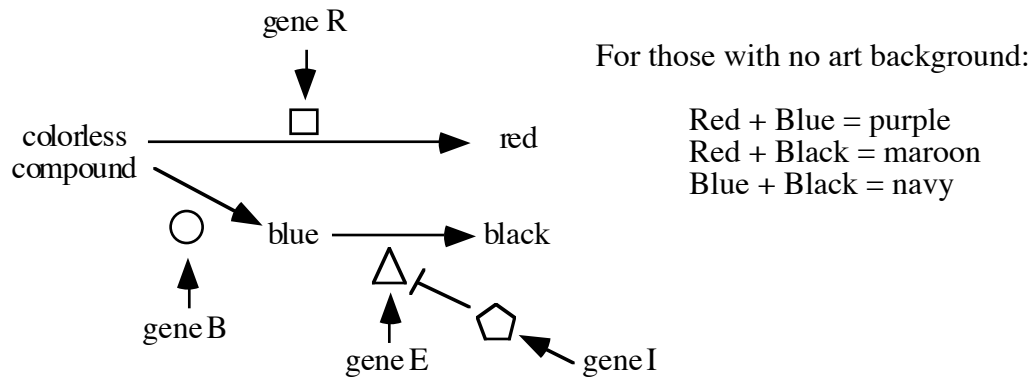 gene R
For those with no art background:
colorless
compound
red
Red + Blue = purple
Red + Black = maroon
Blue + Black = navy
blue
black
gene B
gene E
gene I